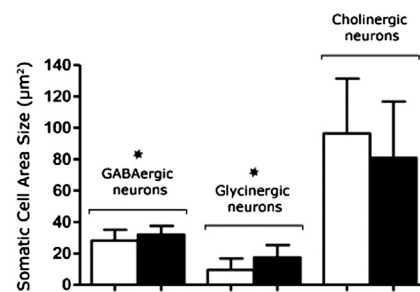 Cholinergic
neurons
Somatic Cell Area Size (μm²)
140
120
100
80
60
40
20
0
*
GABAergic
neurons
*
Glycinergic
neurons